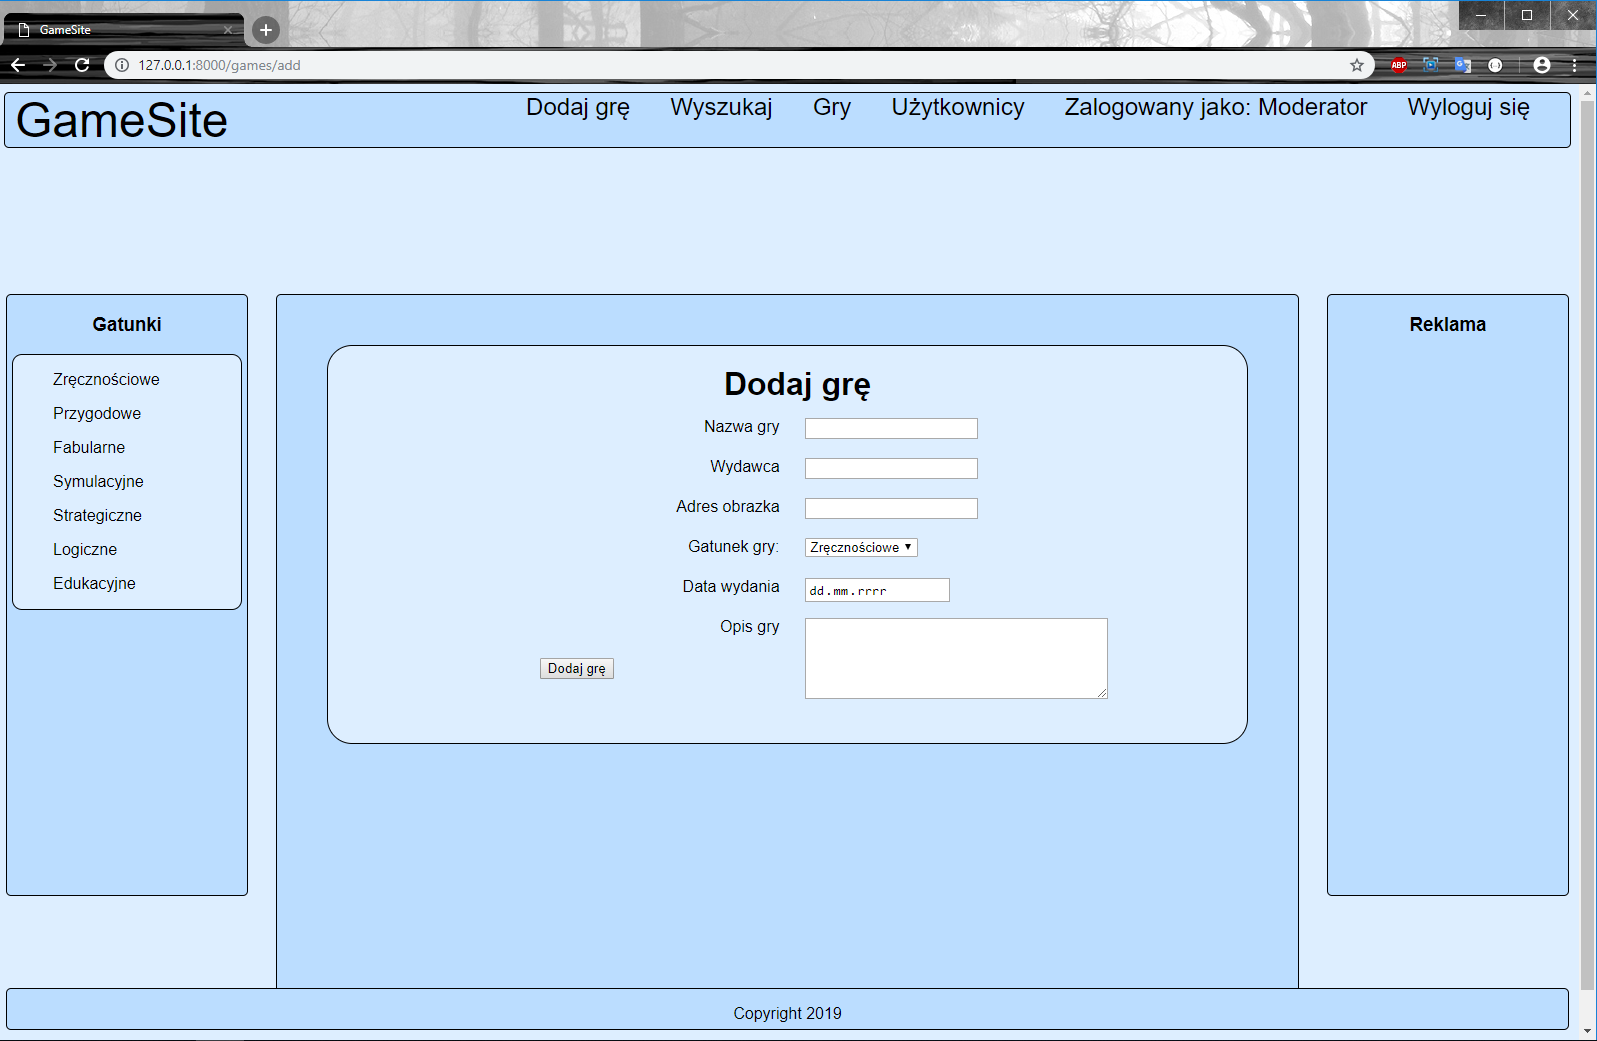 GameSite
127.0.0.1:8000/games/add
ABP
GameSite
Dodaj grę Wyszukaj Gry Użytkownicy Zalogowany jako: Moderator Wyloguj się
Gatunki
Zręcznościowe
Przygodowe
Fabularne
Symulacyjne
Strategiczne
Logiczne
Edukacyjne
Dodaj grę
Nazwa gry
Wydawca
Adres obrazka
Gatunek gry: Zręcznościowe
Data wydania dd.mm.rrrr
Opis gry
Dodaj grę
Reklama
Copyright 2019